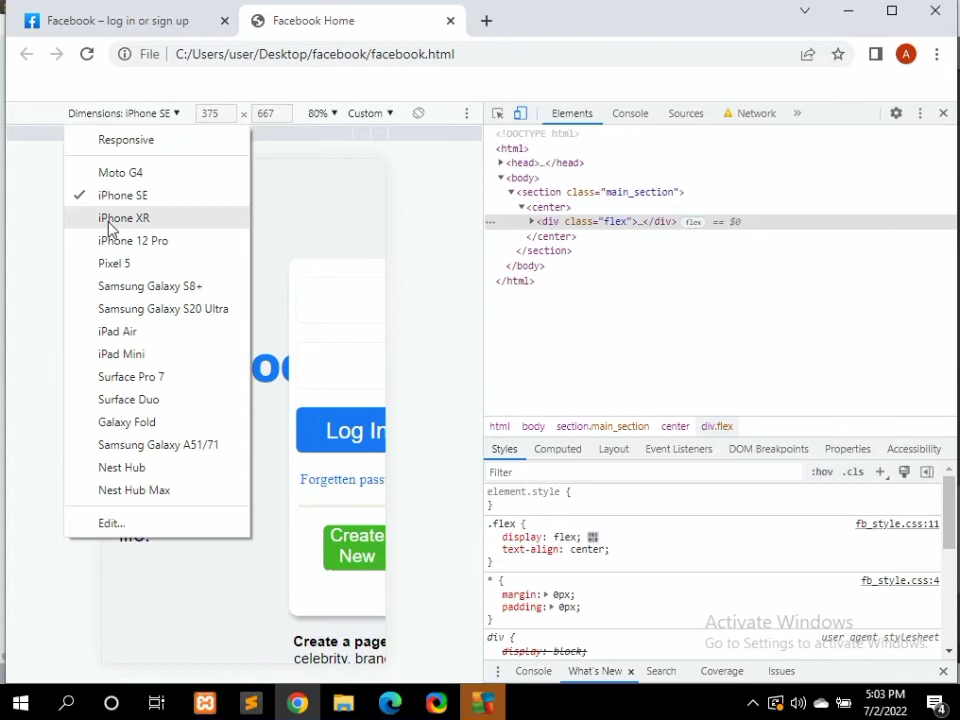 Facebook – log in or sign up
Facebook Home
File
C:/Users/user/Desktop/facebook/facebook.html
A
Dimensions: iPhone SE ▼ 375 × 667 80% ▼ Custom ▼
Elements Console Sources Network »
Responsive
Moto G4
iPhone SE
iPhone XR
iPhone 12 Pro
Pixel 5
Samsung Galaxy S8+
Samsung Galaxy S20 Ultra
iPad Air
iPad Mini
Surface Pro 7
Surface Duo
Galaxy Fold
Samsung Galaxy A51/71
Nest Hub
Nest Hub Max
Edit...
Log In
Forgetten pass
Create
New
Create a page
celebrity, bran
<!DOCTYPE html>
<html>
▶<head>…</head>
▼<body>
▼<section class="main_section">
▼<center>
▶<div class="flex">…</div> flex == $0
</center>
</section>
</body>
</html>
html body section.main_section center div.flex
Styles Computed Layout Event Listeners DOM Breakpoints Properties Accessibility
Filter :hov .cls +
element.style {
}
.flex { fb_style.css:11
display: flex;
text-align: center;
}
* { fb_style.css:4
margin:▶ 0px;
padding:▶ 0px;
}
div { user agent stylesheet
display: block;
Activate Windows
Go to Settings to activate Windows.
Console What's New × Search Coverage Issues
5:03 PM
7/2/2022
4